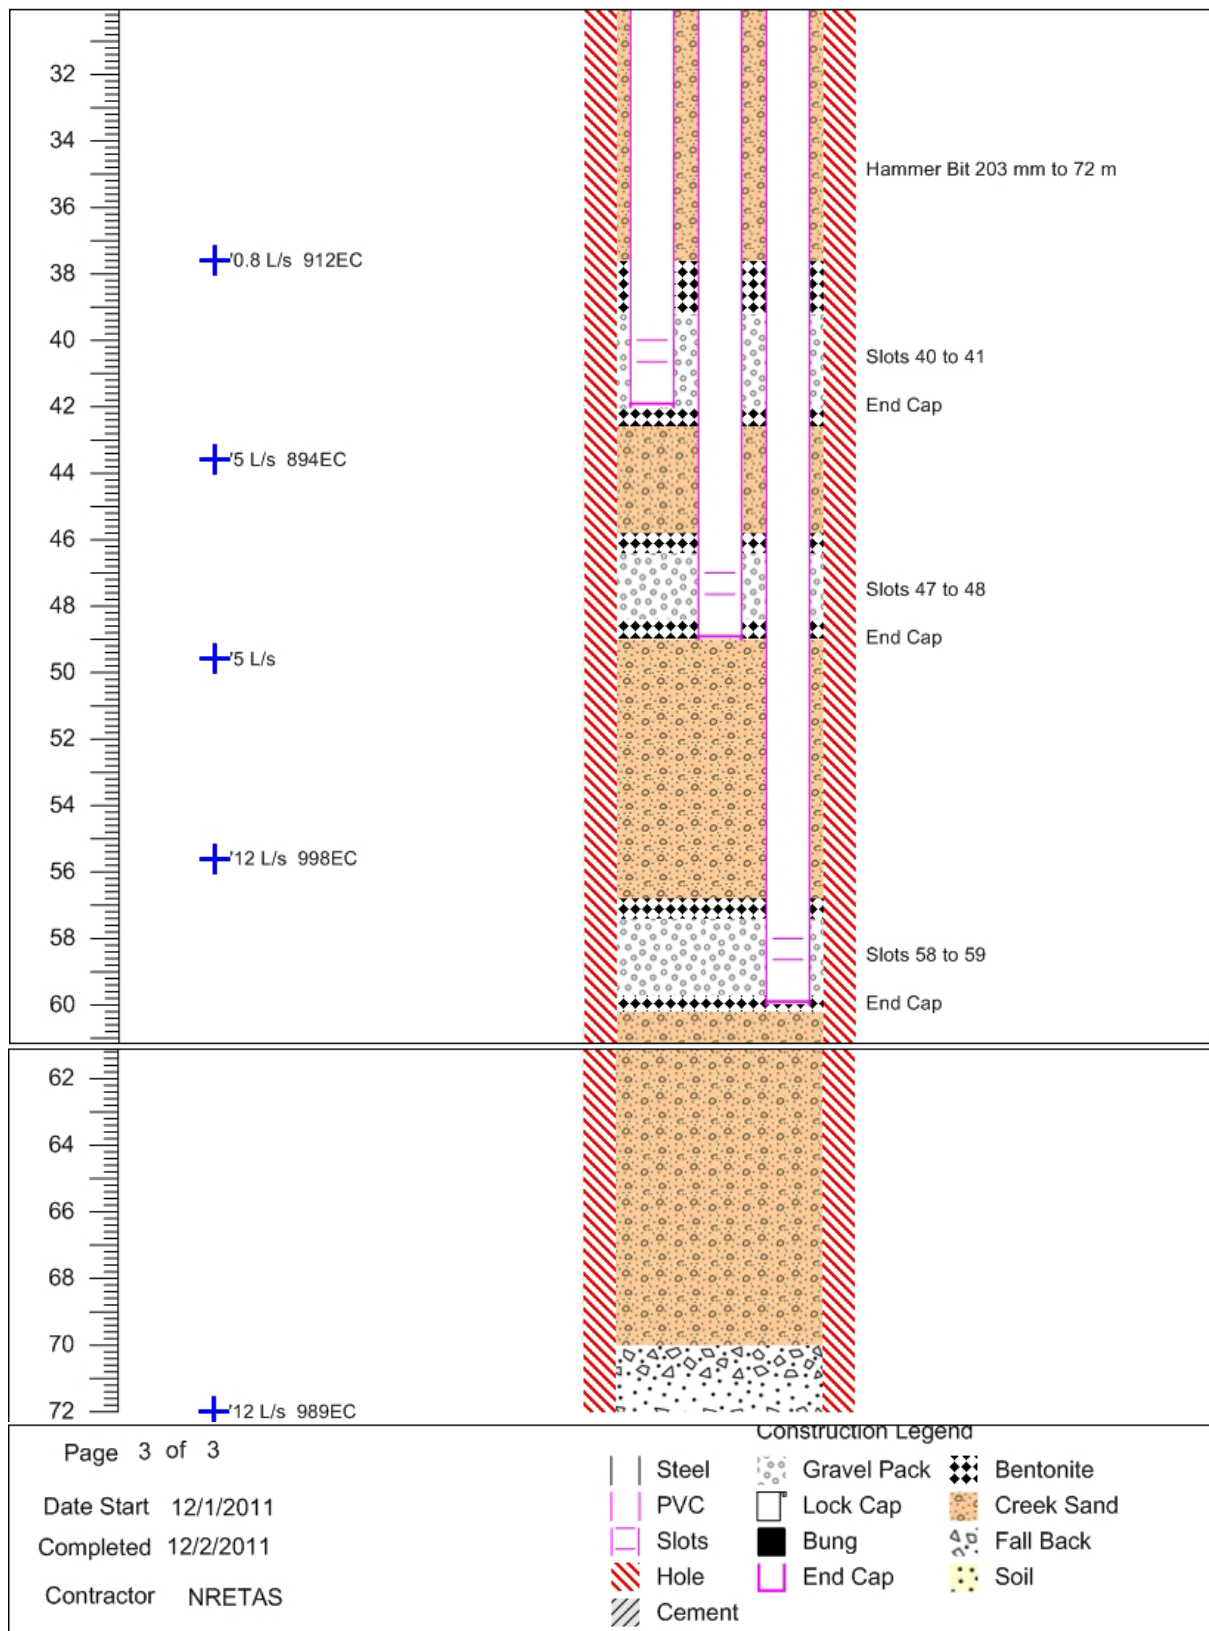 32
34
Hammer Bit 203 mm to 72 m
36
'0.8 L/s 912EC
38
40
Slots 40 to 41
42
End Cap
44
'5 L/s 894EC
46
Slots 47 to 48
48
End Cap
50
'5 L/s
52
54
56
'12 L/s 998EC
58
Slots 58 to 59
60
End Cap
62
64
66
68
70
72
'12 L/s 989EC
Page 3 of 3
Date Start 12/1/2011
Completed 12/2/2011
Contractor NRETAS
Construction Legend
Steel Gravel Pack Bentonite
PVC Lock Cap Creek Sand
Slots Bung Fall Back
Hole End Cap Soil
Cement